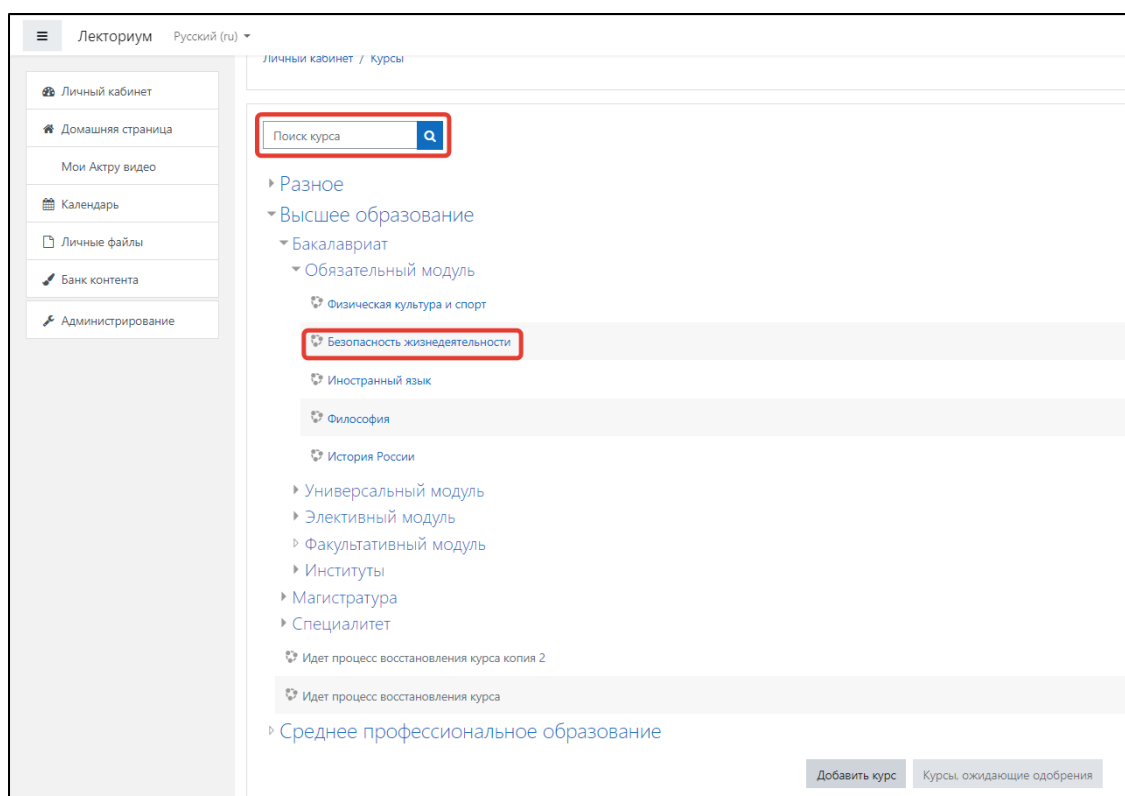 Лекториум Русский (ru)
Личный кабинет / Курсы
Личный кабинет
Домашняя страница
Мои Актру видео
Календарь
Личные файлы
Банк контента
Администрирование
Поиск курса
Разное
Высшее образование
Бакалавриат
Обязательный модуль
Физическая культура и спорт
Безопасность жизнедеятельности
Иностранный язык
Философия
История России
Универсальный модуль
Элективный модуль
Факультативный модуль
Институты
Магистратура
Специалитет
Идет процесс восстановления курса копия 2
Идет процесс восстановления курса
Среднее профессиональное образование
Добавить курс Курсы, ожидающие одобрения